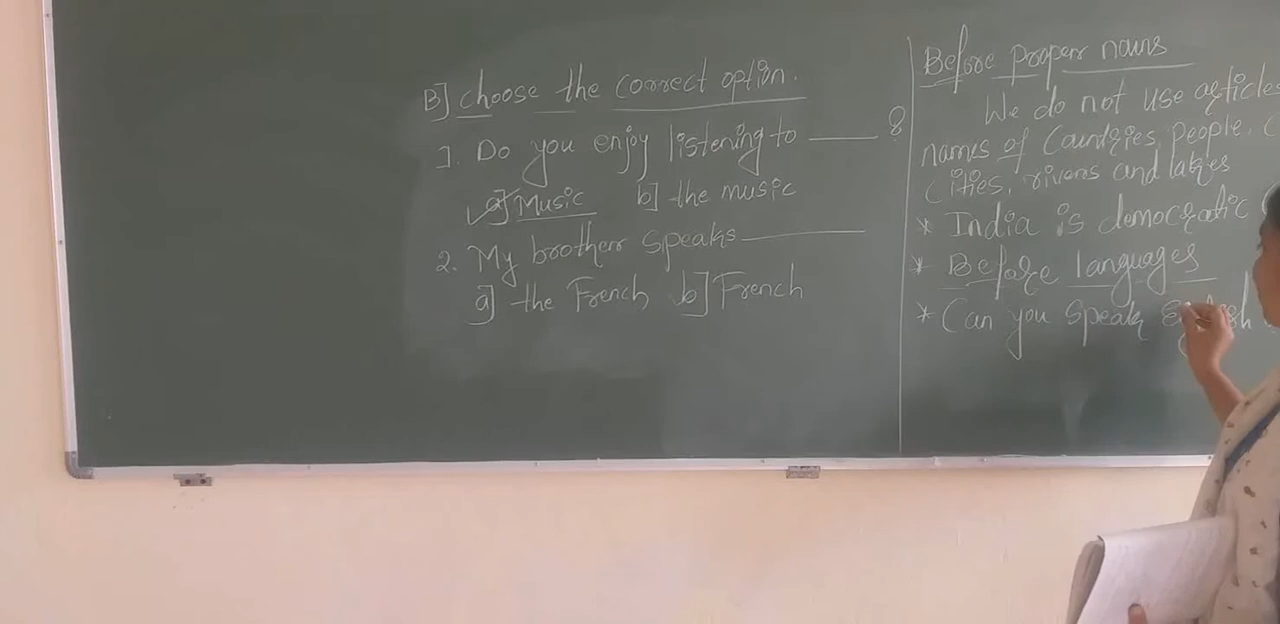 B] choose the correct option.
1. Do you enjoy listening to ——— ?
a] Music b] the music
2. My brother speaks ———
a] the French b] French
Before proper nouns
We do not use articles
names of Countries, People,
Cities, rivers and lakes
* India is democratic
* Before languages
* Can you speak